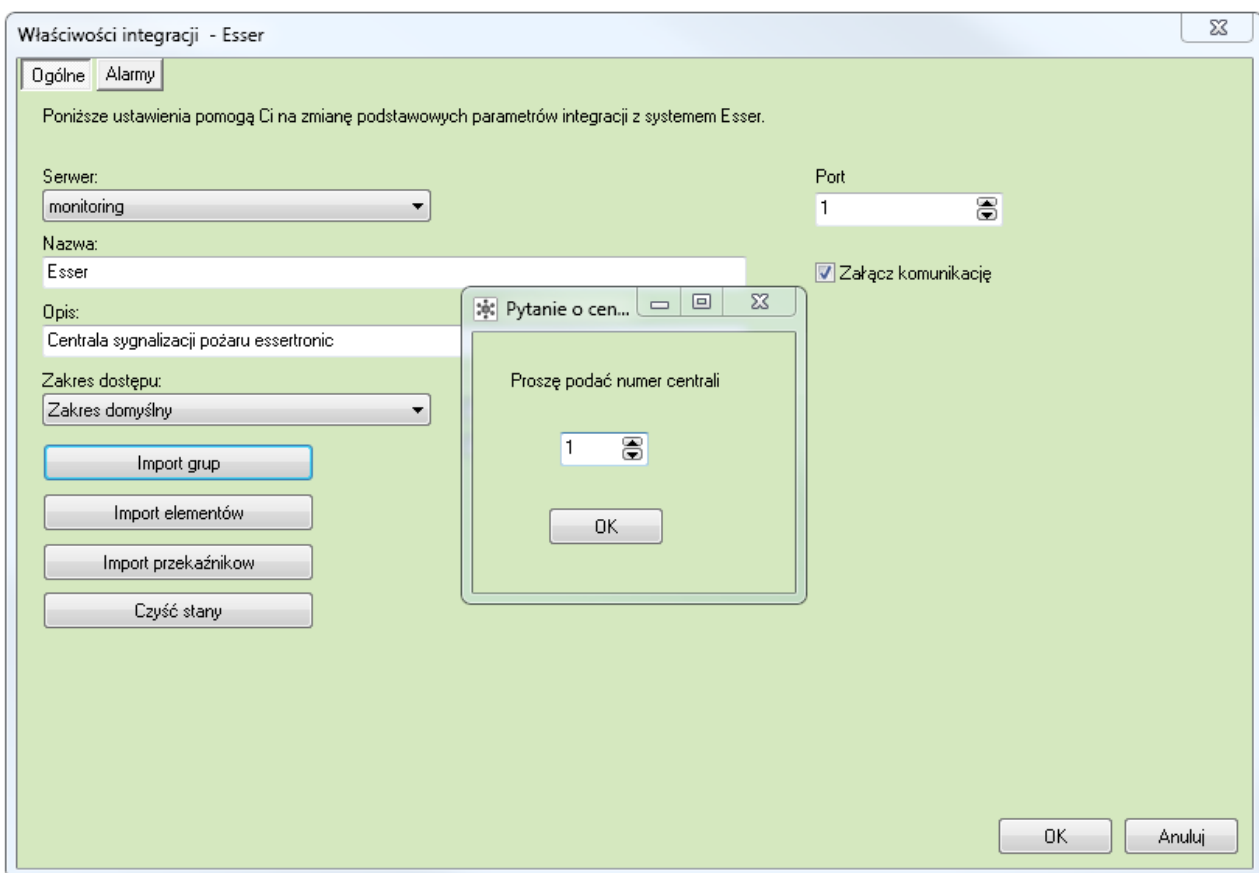 Właściwości integracji - Esser
Ogólne Alarmy
Poniższe ustawienia pomogą Ci na zmianę podstawowych parametrów integracji z systemem Esser.
Serwer:
monitoring
Port
1
Nazwa:
Esser
Załącz komunikację
Opis:
Centrala sygnalizacji pożaru essertronic
Zakres dostępu:
Zakres domyślny
Import grup
Import elementów
Import przekaźnikow
Czyść stany
Pytanie o cen...
Proszę podać numer centrali
1
OK
OK Anuluj